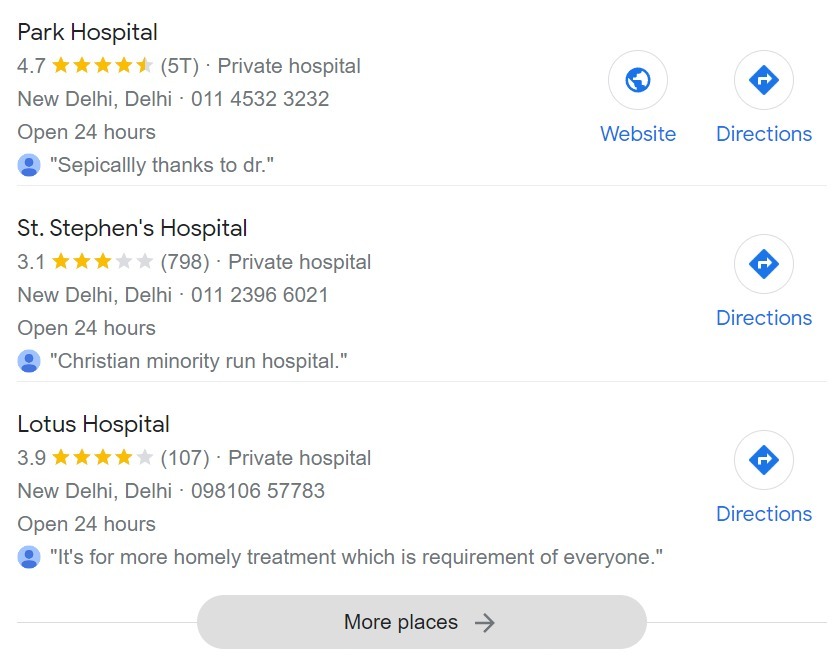 Park Hospital
4.7 (5T) · Private hospital
New Delhi, Delhi · 011 4532 3232
Open 24 hours
"Sepicallly thanks to dr."
Website
Directions
St. Stephen's Hospital
3.1 (798) · Private hospital
New Delhi, Delhi · 011 2396 6021
Open 24 hours
"Christian minority run hospital."
Directions
Lotus Hospital
3.9 (107) · Private hospital
New Delhi, Delhi · 098106 57783
Open 24 hours
"It's for more homely treatment which is requirement of everyone."
Directions
More places